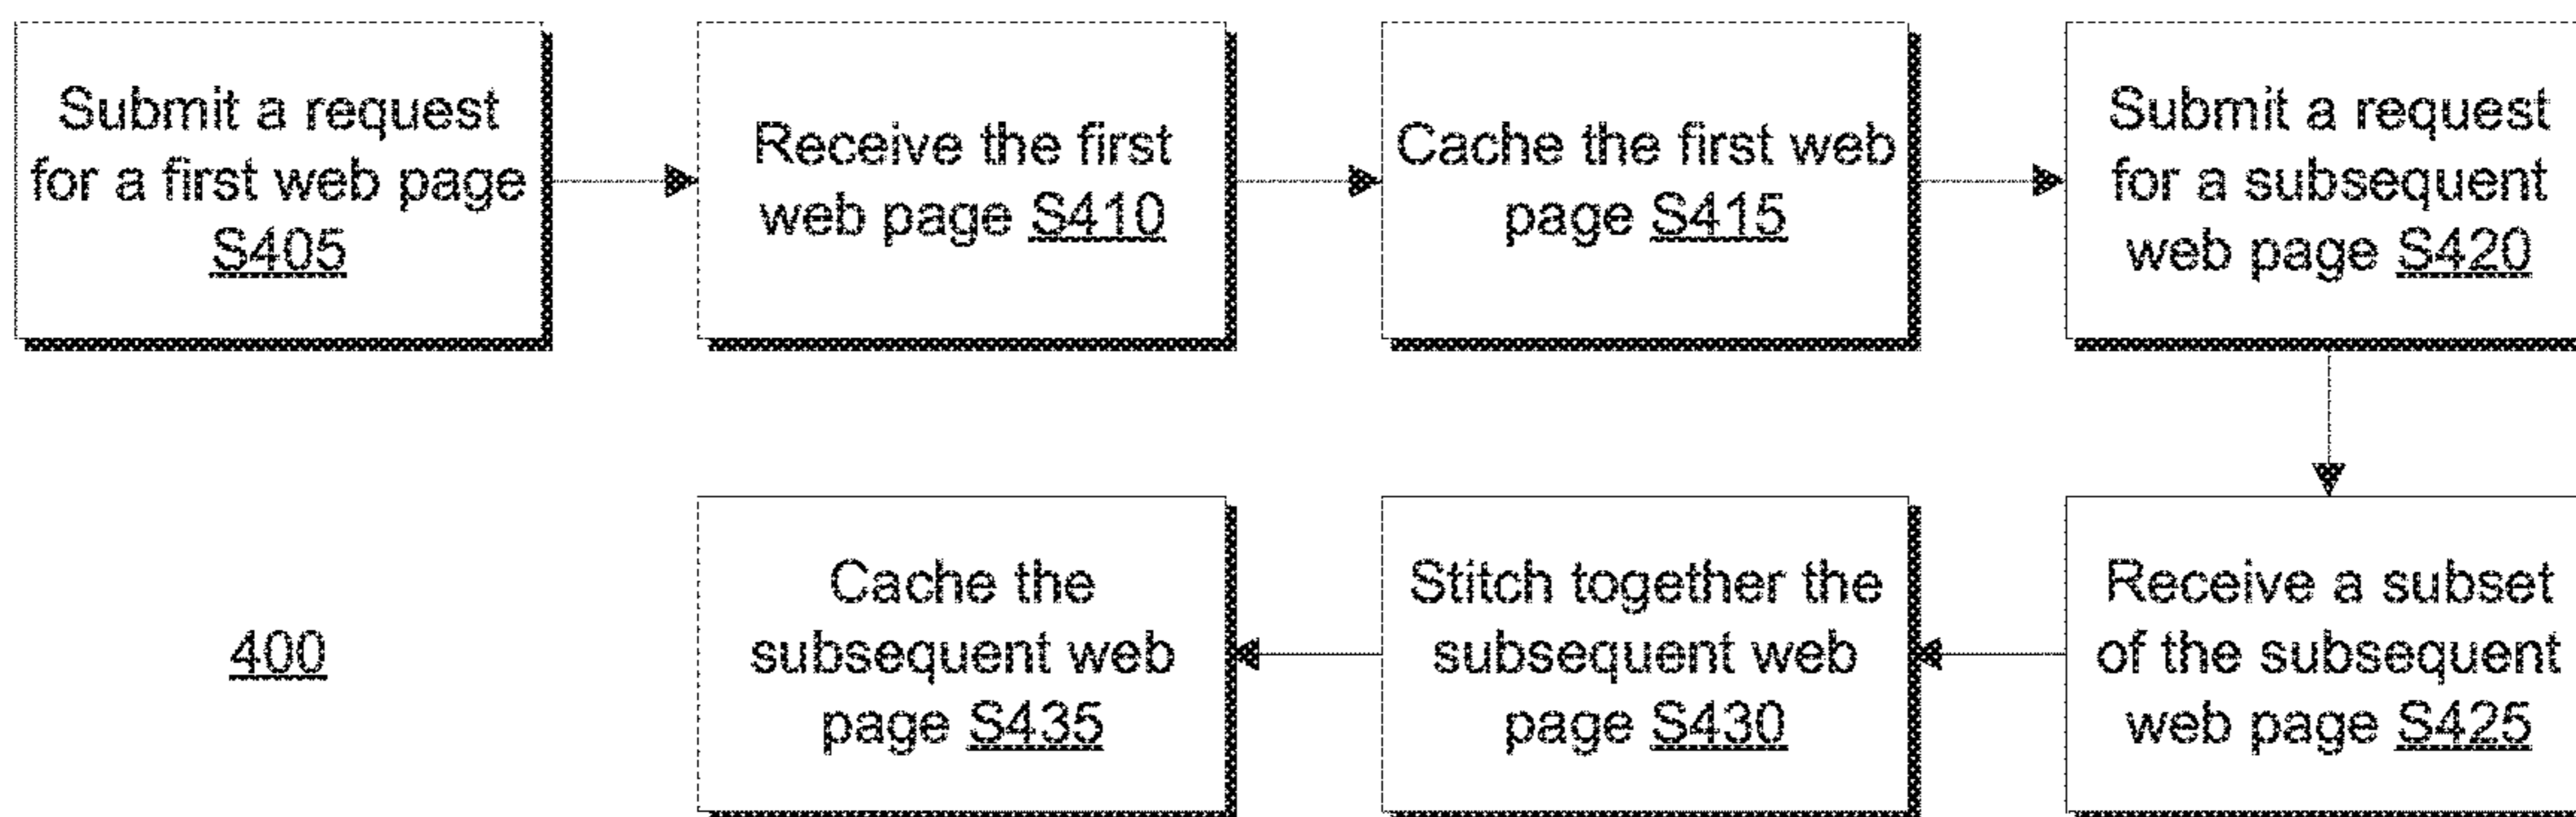 Submit a request
for a first web page
S405
Receive the first
web page S410
Cache the first web
page S415
Submit a request
for a subsequent
web page S420
Receive a subset
of the subsequent
web page S425
Stitch together the
subsequent web
page S430
Cache the
subsequent web
page S435
400